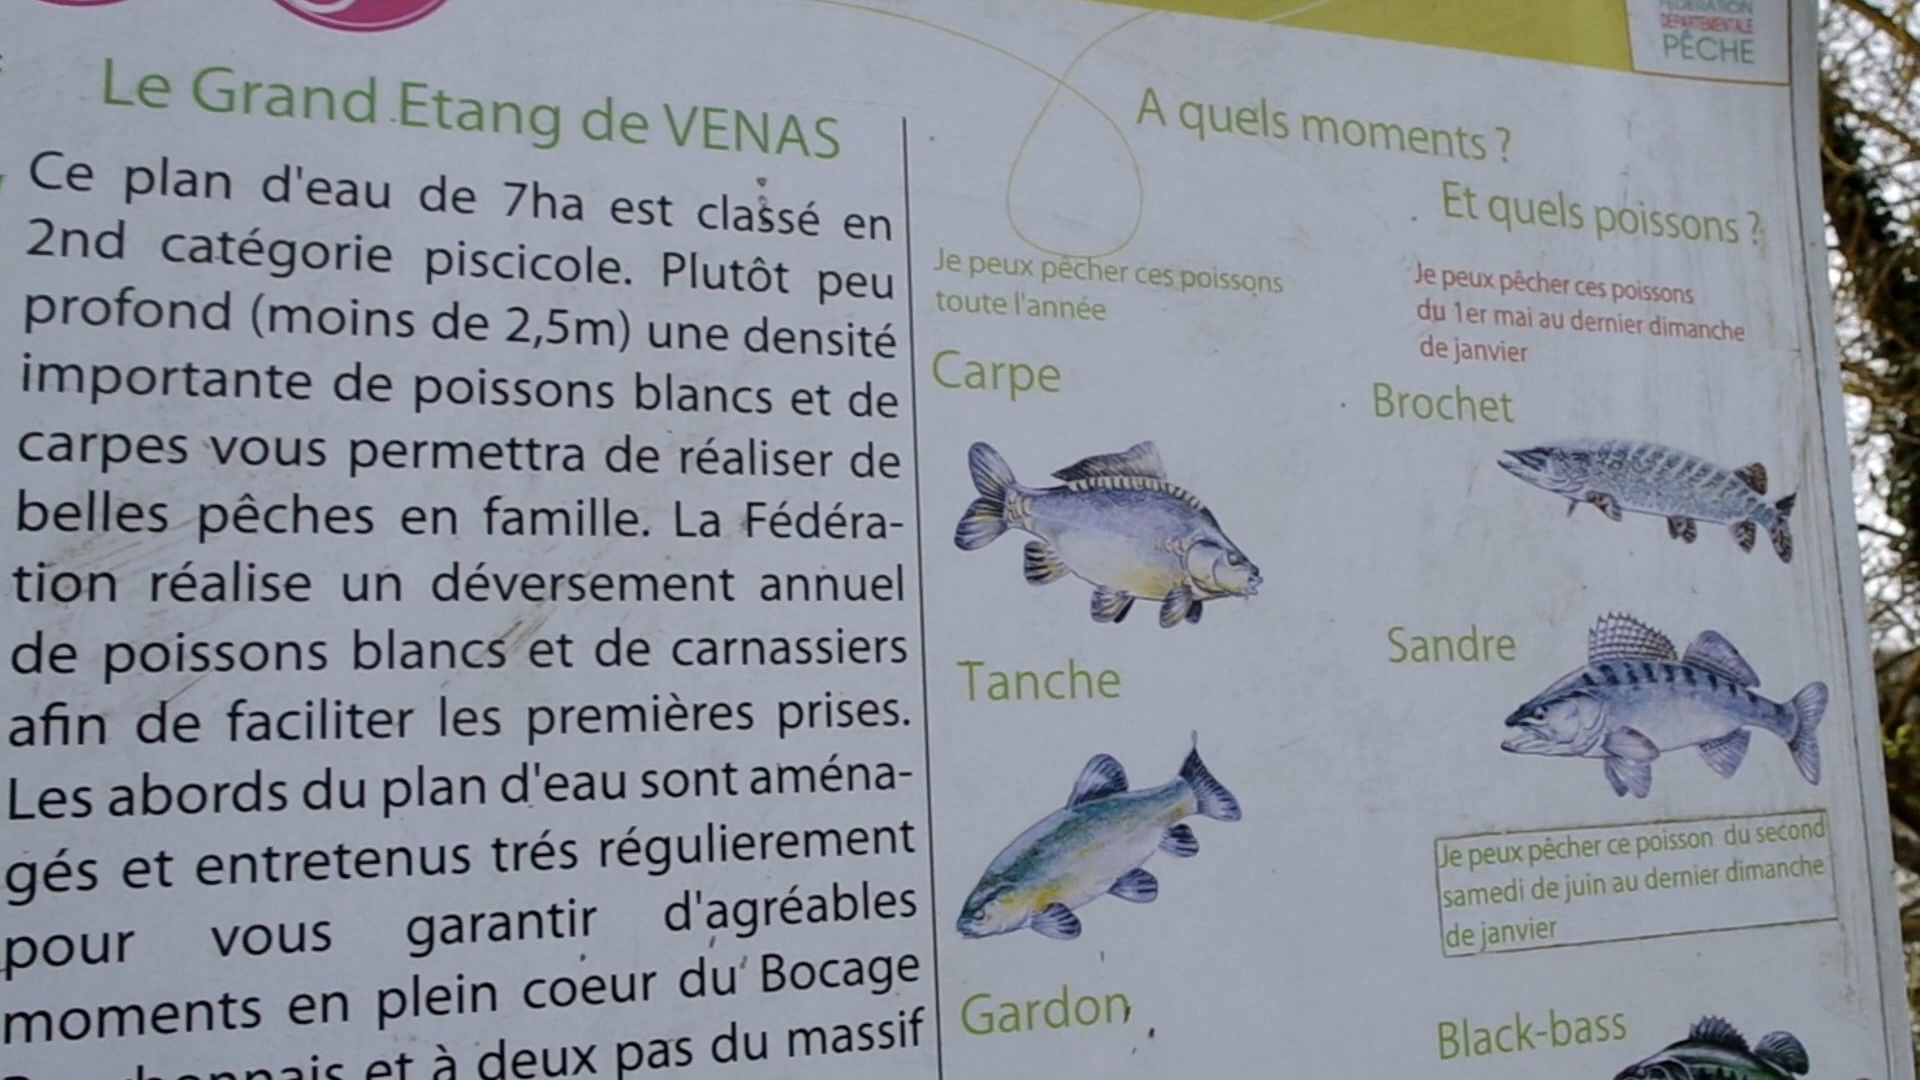 FÉDÉRATION
DÉPARTEMENTALE
PÊCHE
Le Grand Etang de VENAS
Ce plan d'eau de 7ha est classé en
2nd catégorie piscicole. Plutôt peu
profond (moins de 2,5m) une densité
importante de poissons blancs et de
carpes vous permettra de réaliser de
belles pêches en famille. La Fédéra-
tion réalise un déversement annuel
de poissons blancs et de carnassiers
afin de faciliter les premières prises.
Les abords du plan d'eau sont aména-
gés et entretenus trés régulierement
pour vous garantir d'agréables
moments en plein coeur du Bocage
et à deux pas du massif
A quels moments ?
Et quels poissons ?
Je peux pêcher ces poissons
toute l'année
Carpe
Tanche
Gardon
Je peux pêcher ces poissons
du 1er mai au dernier dimanche
de janvier
Brochet
Sandre
Je peux pêcher ce poisson du second
samedi de juin au dernier dimanche
de janvier
Black-bass